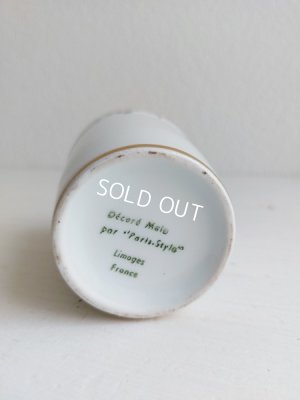 SOLD OUT
Décoré Main
par "Paris-Style"
Limoges
France